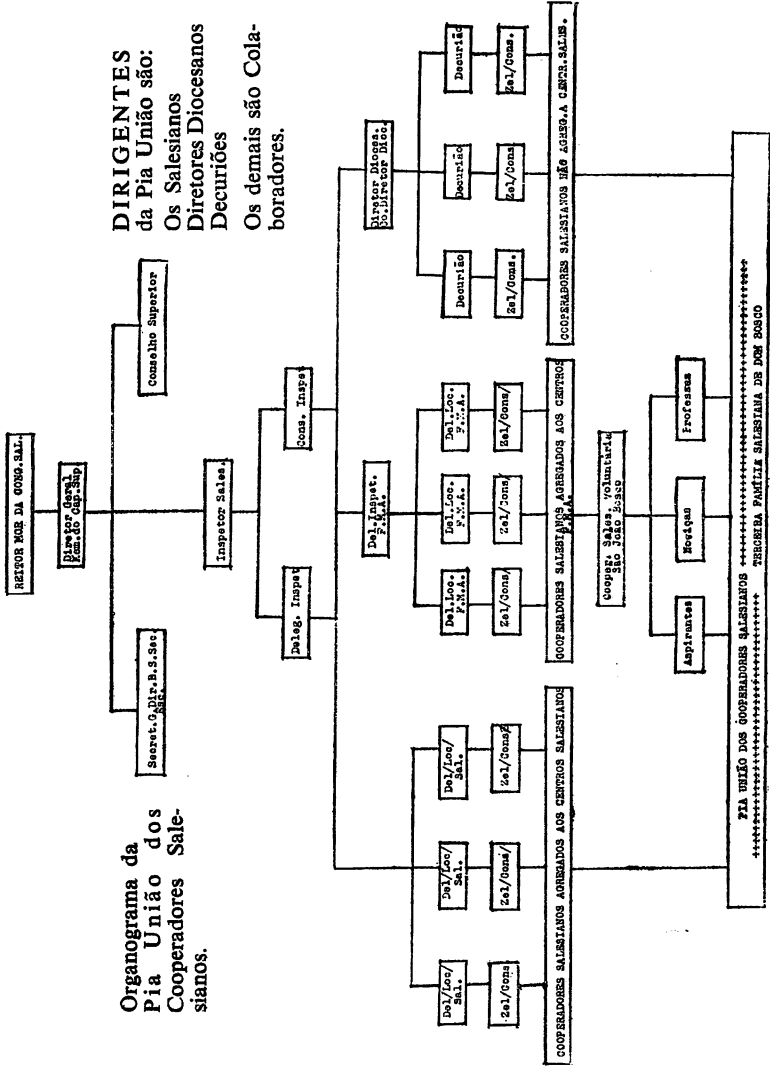 Organograma da
Pia União dos
Cooperadores Sale-
sianos.
DIRIGENTES
da Pia União são:
Os Salesianos
Diretores Diocesanos
Decuriões
Os demais são Cola-
boradores.
REITOR MOR DA CONG.SAL.
Diretor Geral
do Cap.Sup.
Secret.G.Dir.B.S.Sec.
Conselho Superior
Inspetor Sales.
Deleg. Inspet
Cons. Inspet
Del.Inspet.
F.M.A.
Diretor Dioces.
Co.Diretor Dioc.
Del/Loc/
Sal.
Del/Loc/
Sal.
Del/Loc/
Sal.
Del.Loc.
F.M.A.
Del.Loc.
F.M.A.
Del.Loc.
F.M.A.
Decurião
Decurião
Decurião
Zel/Cons
Zel/Cons/
Zel/Cons/
Zel/Cons/
Zel/Cons/
Zel/Cons/
Zel/Cons.
Zel/Cons
Zel/Cons.
COOPERADORES SALESIANOS AGREGADOS AOS CENTROS SALESIANOS
COOPERADORES SALESIANOS AGREGADOS AOS CENTROS
F.M.A.
COOPERADORES SALESIANOS NÃO AGREG.A CENTR.SALES.
Cooper. Sales. Voluntária
São João Bosco
Aspirantes
Noviças
Professas
PIA UNIÃO DOS COOPERADORES SALESIANOS
TERCEIRA FAMÍLIA SALESIANA DE DOM BOSCO